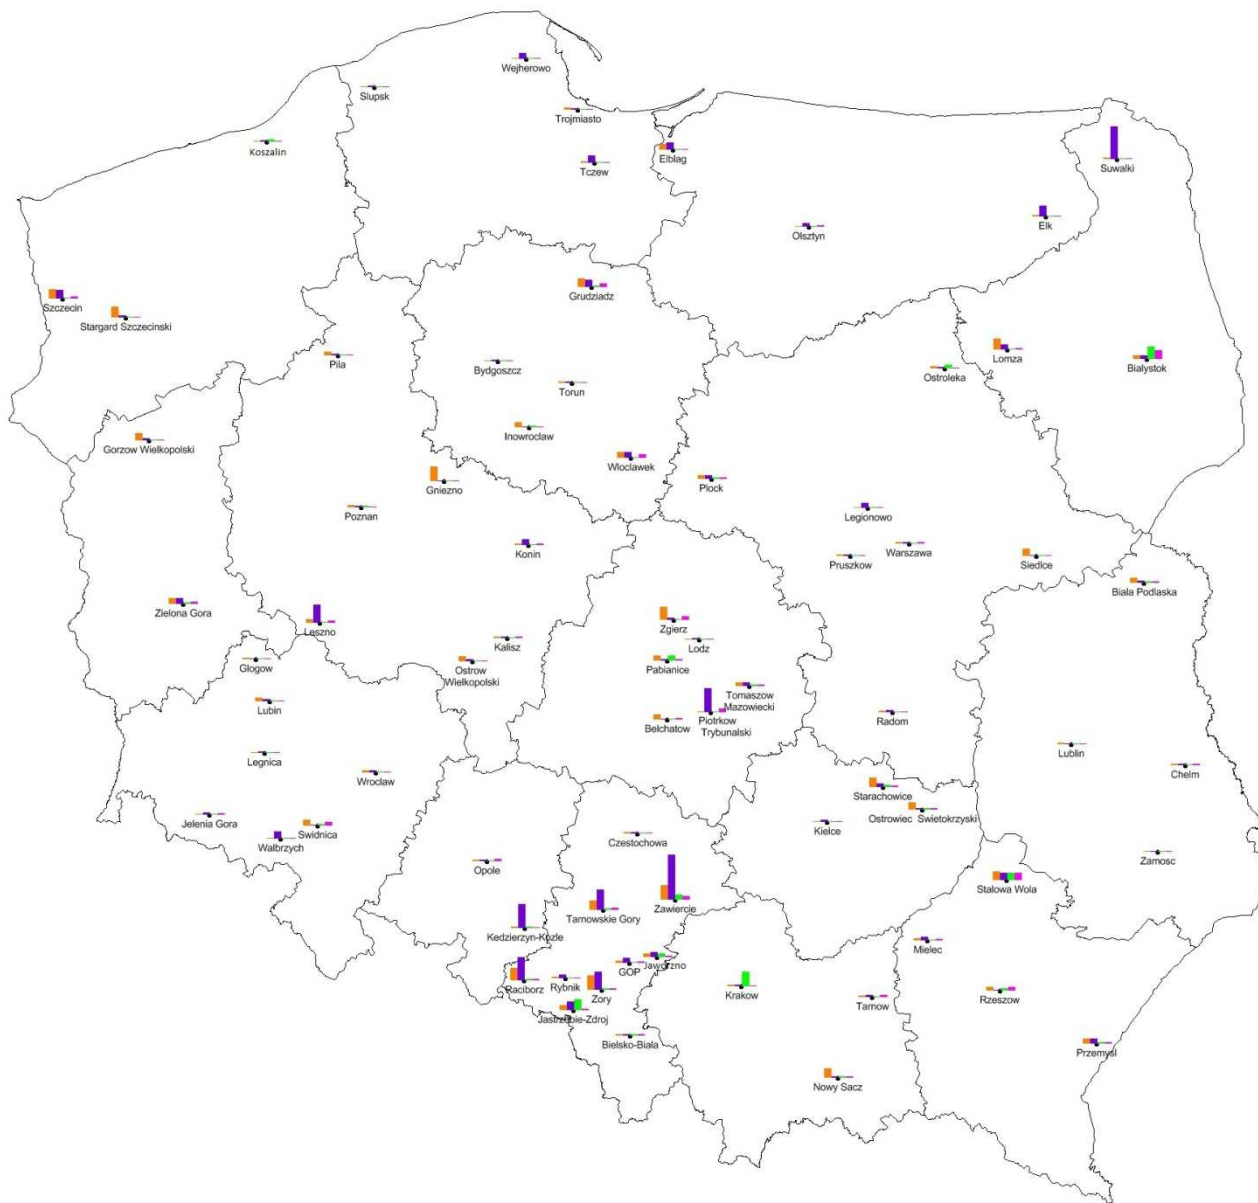 Wejherowo
Slupsk
Trojmiasto
Koszalin
Elblag
Tczew
Suwalki
Elk
Olsztyn
Grudziadz
Szczecin
Stargard Szczecinski
Pila
Bydgoszcz
Torun
Lomza
Bialystok
Ostroleka
Inowroclaw
Gorzow Wielkopolski
Wloclawek
Gniezno
Plock
Poznan
Legionowo
Konin
Warszawa
Pruszkow
Siedlce
Biala Podlaska
Zielona Gora
Leszno
Zgierz
Kalisz
Lodz
Glogow
Ostrow
Wielkopolski
Pabianice
Lubin
Tomaszow
Mazowiecki
Belchatow
Piotrkow
Trybunalski
Radom
Legnica
Lublin
Wroclaw
Chelm
Starachowice
Jelenia Gora
Swidnica
Ostrowiec Swietokrzyski
Kielce
Walbrzych
Czestochowa
Zamosc
Opole
Stalowa Wola
Tarnowskie Gory
Zawiercie
Kedzierzyn-Kozle
Mielec
GOP
Jaworzno
Raciborz
Rybnik
Zory
Krakow
Rzeszow
Tarnow
Jastrzebie-Zdroj
Bielsko-Biala
Przemysl
Nowy Sacz